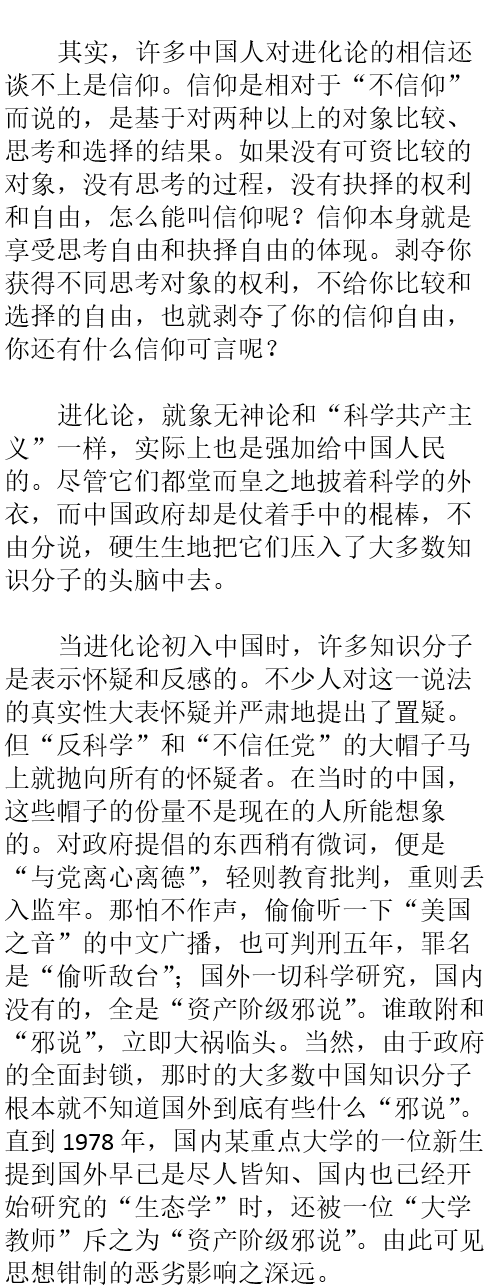 其实，许多中国人对进化论的相信还
谈不上是信仰。信仰是相对于“不信仰”
而说的，是基于对两种以上的对象比较、
思考和选择的结果。如果没有可资比较的
对象，没有思考的过程，没有抉择的权利
和自由，怎么能叫信仰呢？信仰本身就是
享受思考自由和抉择自由的体现。剥夺你
获得不同思考对象的权利，不给你比较和
选择的自由，也就剥夺了你的信仰自由，
你还有什么信仰可言呢？
进化论，就象无神论和“科学共产主
义”一样，实际上也是强加给中国人民
的。尽管它们都堂而皇之地披着科学的外
衣，而中国政府却是仗着手中的棍棒，不
由分说，硬生生地把它们压入了大多数知
识分子的头脑中去。
当进化论初入中国时，许多知识分子
是表示怀疑和反感的。不少人对这一说法
的真实性大表怀疑并严肃地提出了置疑。
但“反科学”和“不信任党”的大帽子马
上就抛向所有的怀疑者。在当时的中国，
这些帽子的份量不是现在的人所能想象
的。对政府提倡的东西稍有微词，便是
“与党离心离德”，轻则教育批判，重则丢
入监牢。那怕不作声，偷偷听一下“美国
之音”的中文广播，也可判刑五年，罪名
是“偷听敌台”；国外一切科学研究，国内
没有的，全是“资产阶级邪说”。谁敢附和
“邪说”，立即大祸临头。当然，由于政府
的全面封锁，那时的大多数中国知识分子
根本就不知道国外到底有些什么“邪说”。
直到 1978 年，国内某重点大学的一位新生
提到国外早已是尽人皆知、国内也已经开
始研究的“生态学”时，还被一位“大学
教师”斥之为“资产阶级邪说”。由此可见
思想钳制的恶劣影响之深远。